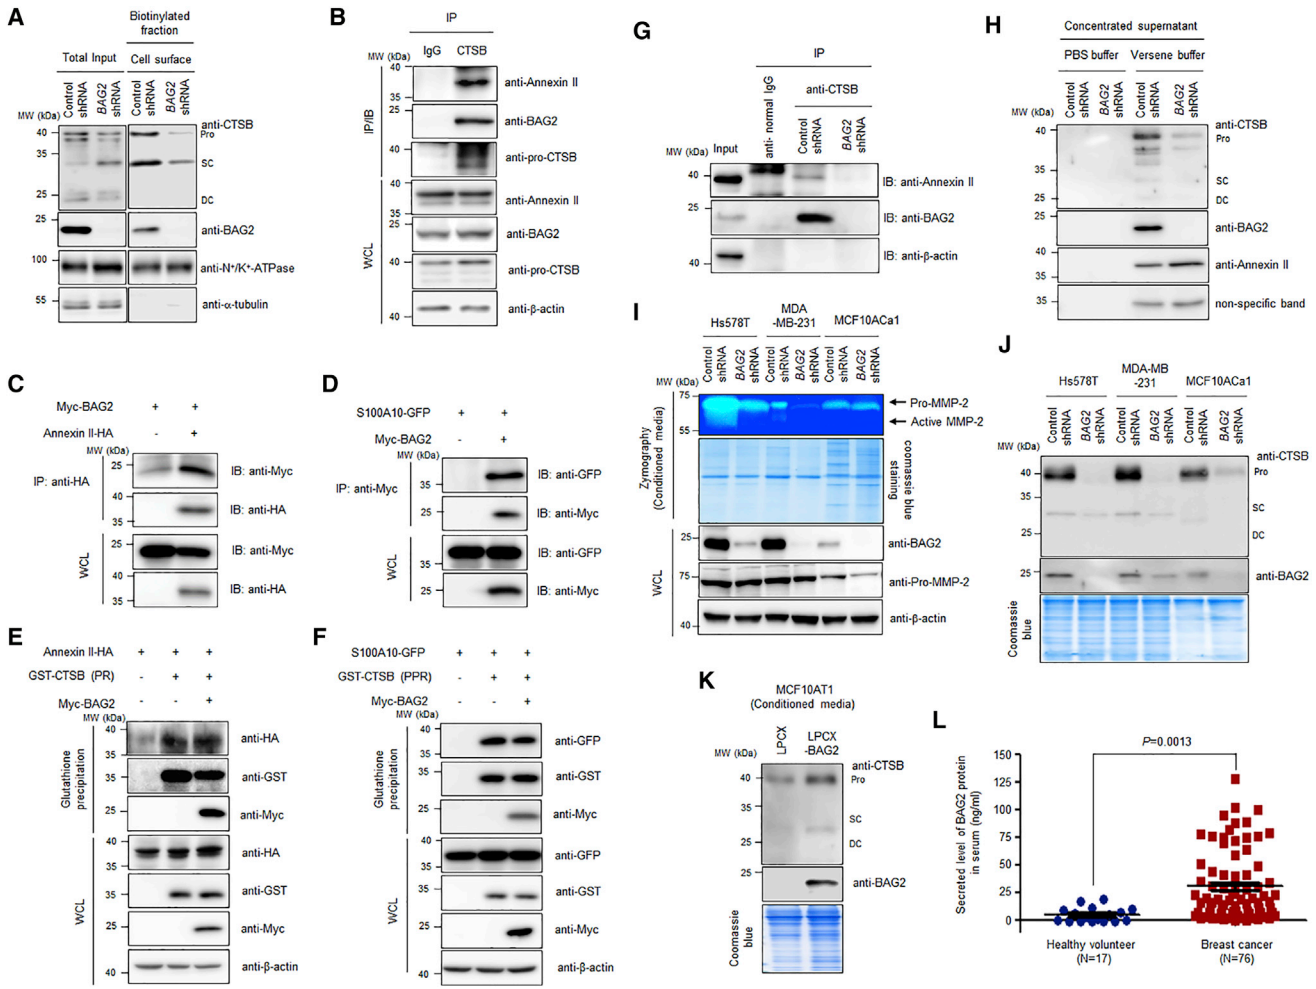 A
Biotinylated
fraction
Total Input
Cell surface
Control
shRNA
BAG2
shRNA
Control
shRNA
BAG2
shRNA
MW (kDa)
anti-CTSB
40
Pro
35
SC
25
DC
25
anti-BAG2
100
anti-N⁺/K⁺-ATPase
55
anti-α-tubulin
B
IP
MW (kDa)
IgG
CTSB
IP/IB
40
anti-Annexin II
25
anti-BAG2
40
anti-pro-CTSB
WCL
40
anti-Annexin II
35
25
anti-BAG2
40
anti-pro-CTSB
40
anti-β-actin
C
Myc-BAG2 + +
Annexin II-HA - +
MW (kDa)
IP: anti-HA
25
IB: anti-Myc
40
IB: anti-HA
35
WCL
25
IB: anti-Myc
40
IB: anti-HA
35
D
S100A10-GFP + +
Myc-BAG2 - +
MW (kDa)
IP: anti-Myc
40
IB: anti-GFP
35
25
IB: anti-Myc
WCL
40
IB: anti-GFP
35
25
IB: anti-Myc
E
Annexin II-HA + + +
GST-CTSB (PR) - + +
Myc-BAG2 - - +
MW (kDa)
Glutathione
precipitation
40
anti-HA
35
35
anti-GST
25
anti-Myc
WCL
40
anti-HA
35
35
anti-GST
25
anti-Myc
40
anti-β-actin
F
S100A10-GFP + + +
GST-CTSB (PPR) - + +
Myc-BAG2 - - +
MW (kDa)
Glutathione
precipitation
40
anti-GFP
35
35
anti-GST
25
anti-Myc
WCL
40
anti-GFP
35
35
anti-GST
25
anti-Myc
40
anti-β-actin
G
IP
anti-CTSB
Input
anti- normal IgG
Control
shRNA
BAG2
shRNA
MW (kDa)
40
IB: anti-Annexin II
25
IB: anti-BAG2
40
IB: anti-β-actin
H
Concentrated supernatant
PBS buffer
Versene buffer
Control
shRNA
BAG2
shRNA
Control
shRNA
BAG2
shRNA
MW (kDa)
anti-CTSB
40
Pro
35
SC
DC
25
25
anti-BAG2
40
anti-Annexin II
35
35
non-specific band
I
Hs578T
MDA
-MB-231
MCF10ACa1
Control
shRNA
BAG2
shRNA
Control
shRNA
BAG2
shRNA
Control
shRNA
BAG2
shRNA
MW (kDa)
Zymography
(Conditioned media)
75
Pro-MMP-2
Active MMP-2
55
coomassie blue
staining
WCL
25
anti-BAG2
75
anti-Pro-MMP-2
40
anti-β-actin
J
Hs578T
MDA-MB
-231
MCF10ACa1
Control
shRNA
BAG2
shRNA
Control
shRNA
BAG2
shRNA
Control
shRNA
BAG2
shRNA
MW (kDa)
anti-CTSB
40
Pro
35
SC
DC
25
25
anti-BAG2
Coomassie
blue
K
MCF10AT1
(Conditioned media)
LPCX
LPCX
-BAG2
MW (kDa)
anti-CTSB
40
Pro
35
SC
DC
25
25
anti-BAG2
Coomassie
blue
L
P=0.0013
Secreted level of BAG2 protein
in serum (ng/ml)
150
125
100
75
50
25
0
Healthy volunteer
(N=17)
Breast cancer
(N=76)